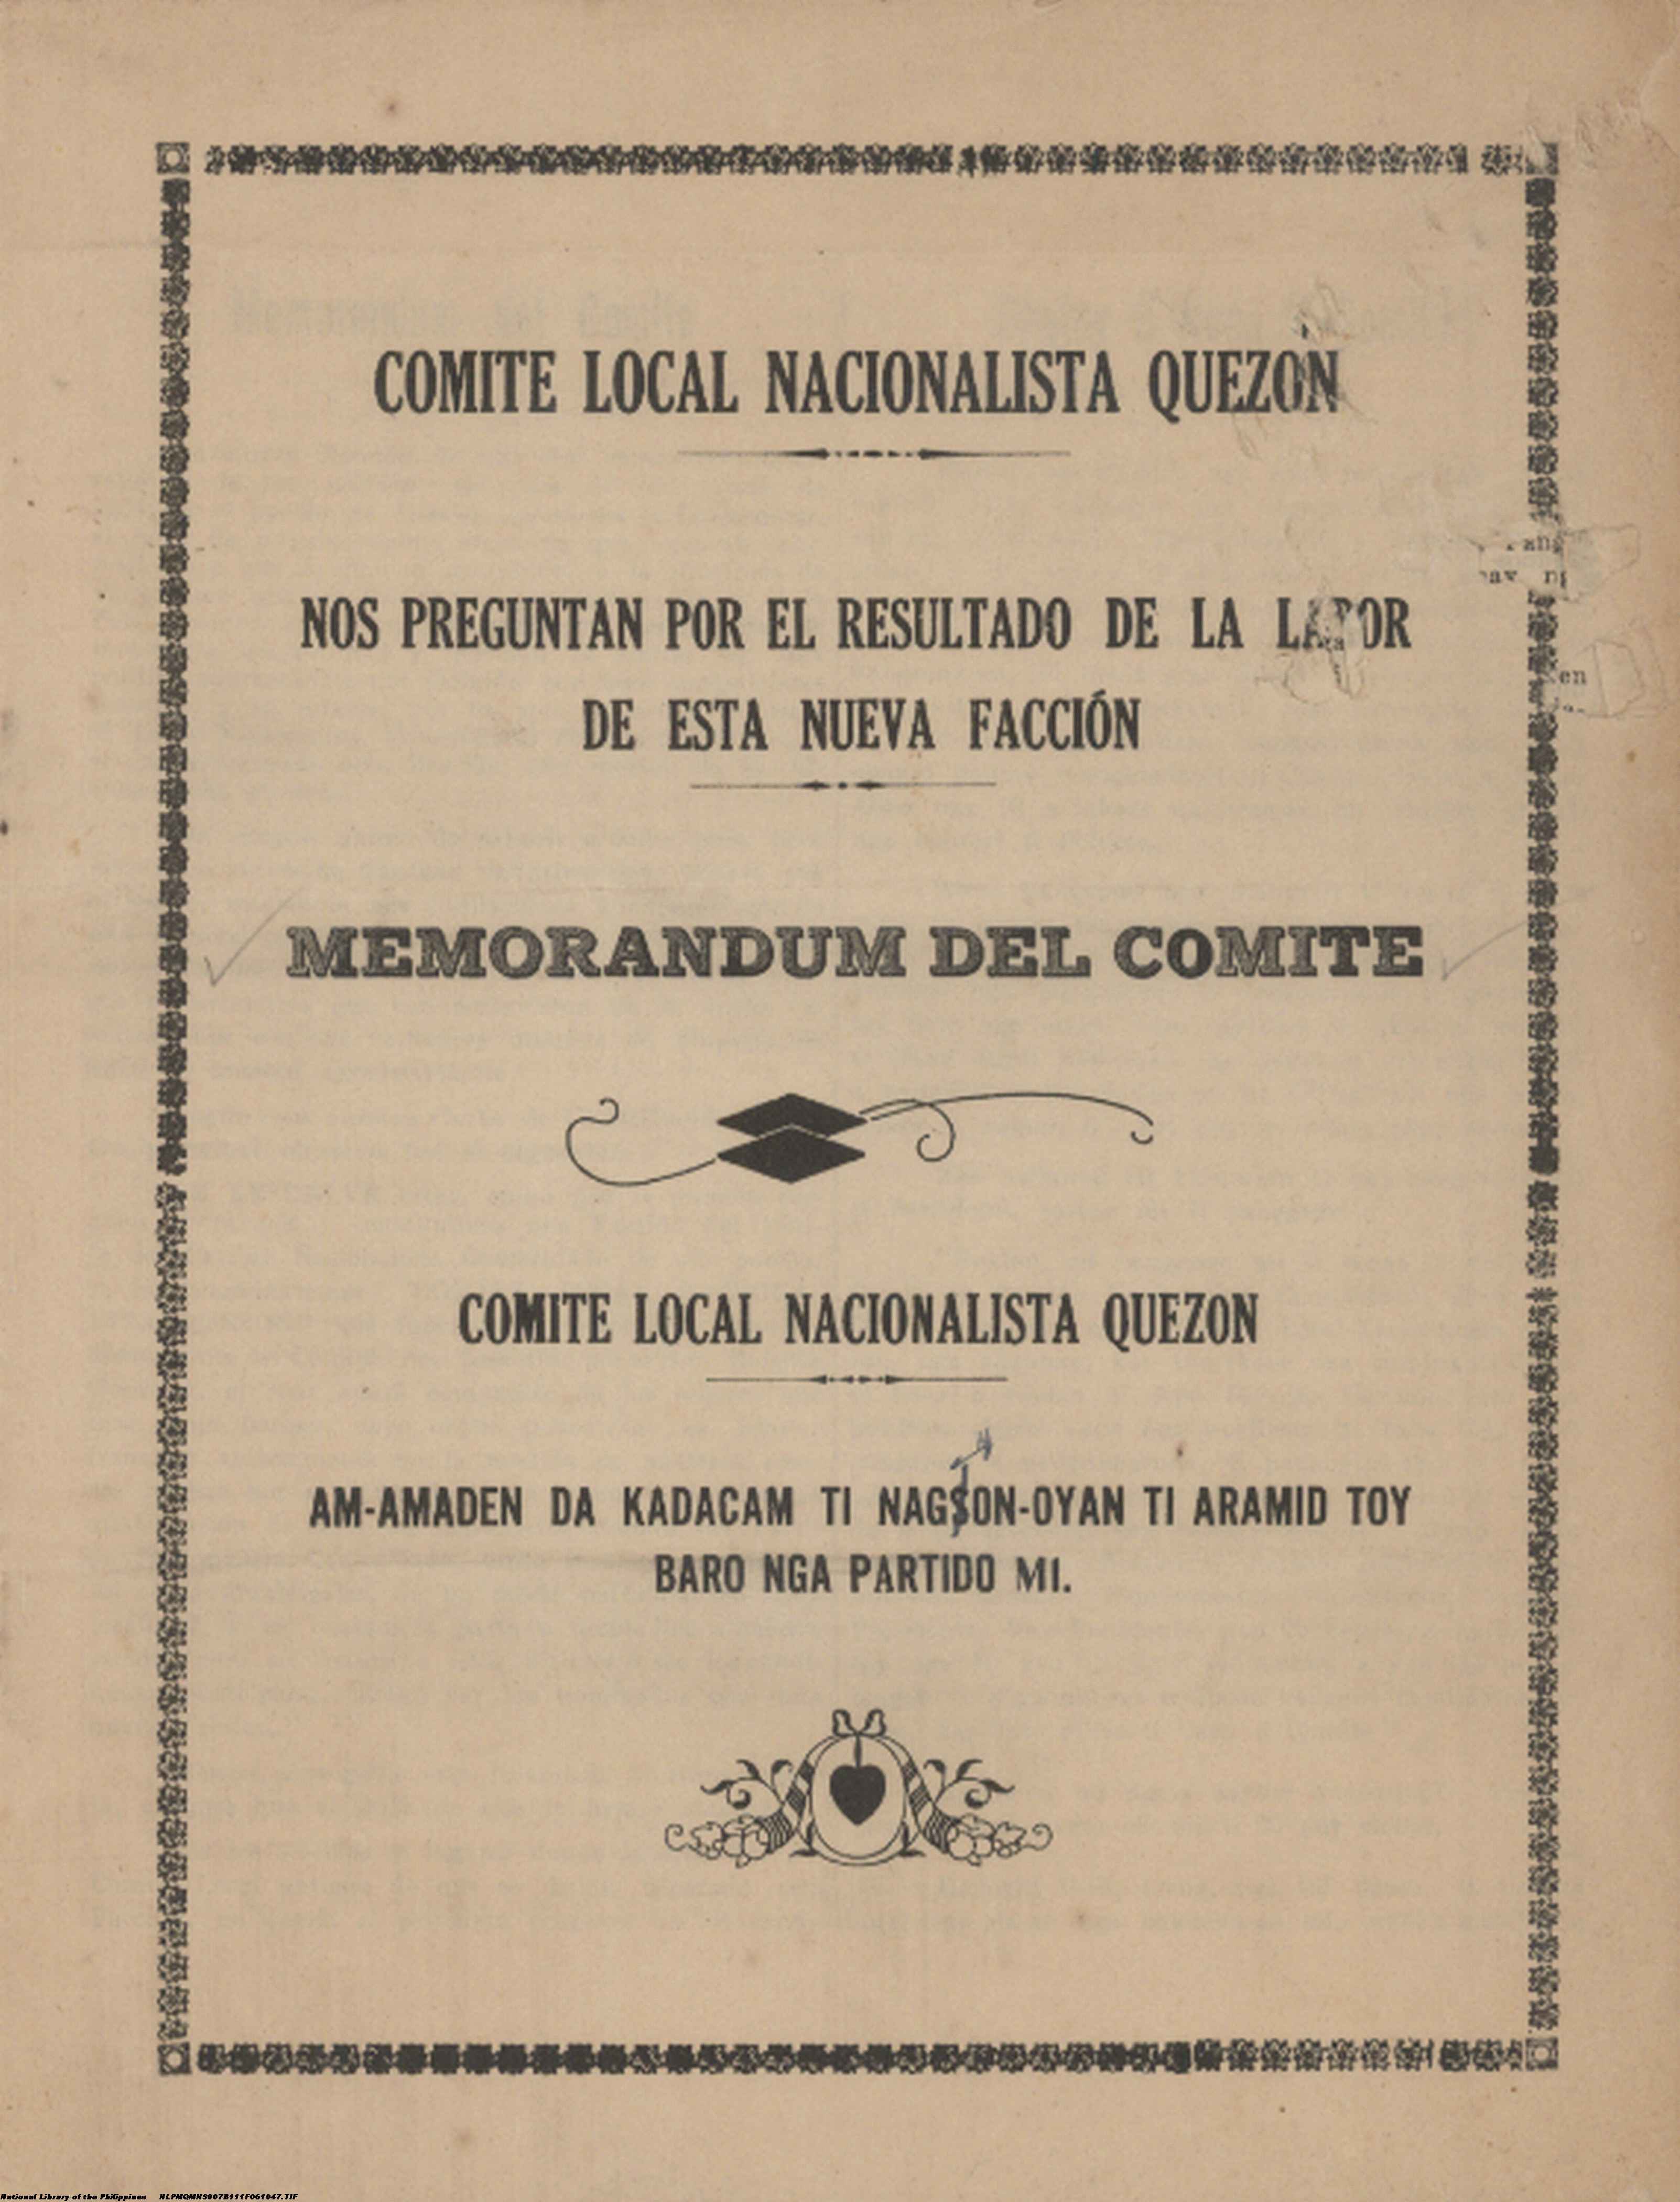 COMITE LOCAL NACIONALISTA QUEZON
NOS PREGUNTAN POR EL RESULTADO DE LA LABOR
DE ESTA NUEVA FACCIÓN
MEMORANDUM DEL COMITE
COMITE LOCAL NACIONALISTA QUEZON
AM-AMADEN DA KADACAM TI NAGSON-OYAN TI ARAMID TOY
BARO NGA PARTIDO MI.
National Library of the Philippines NLPMQMNS007B111F061047.TIF